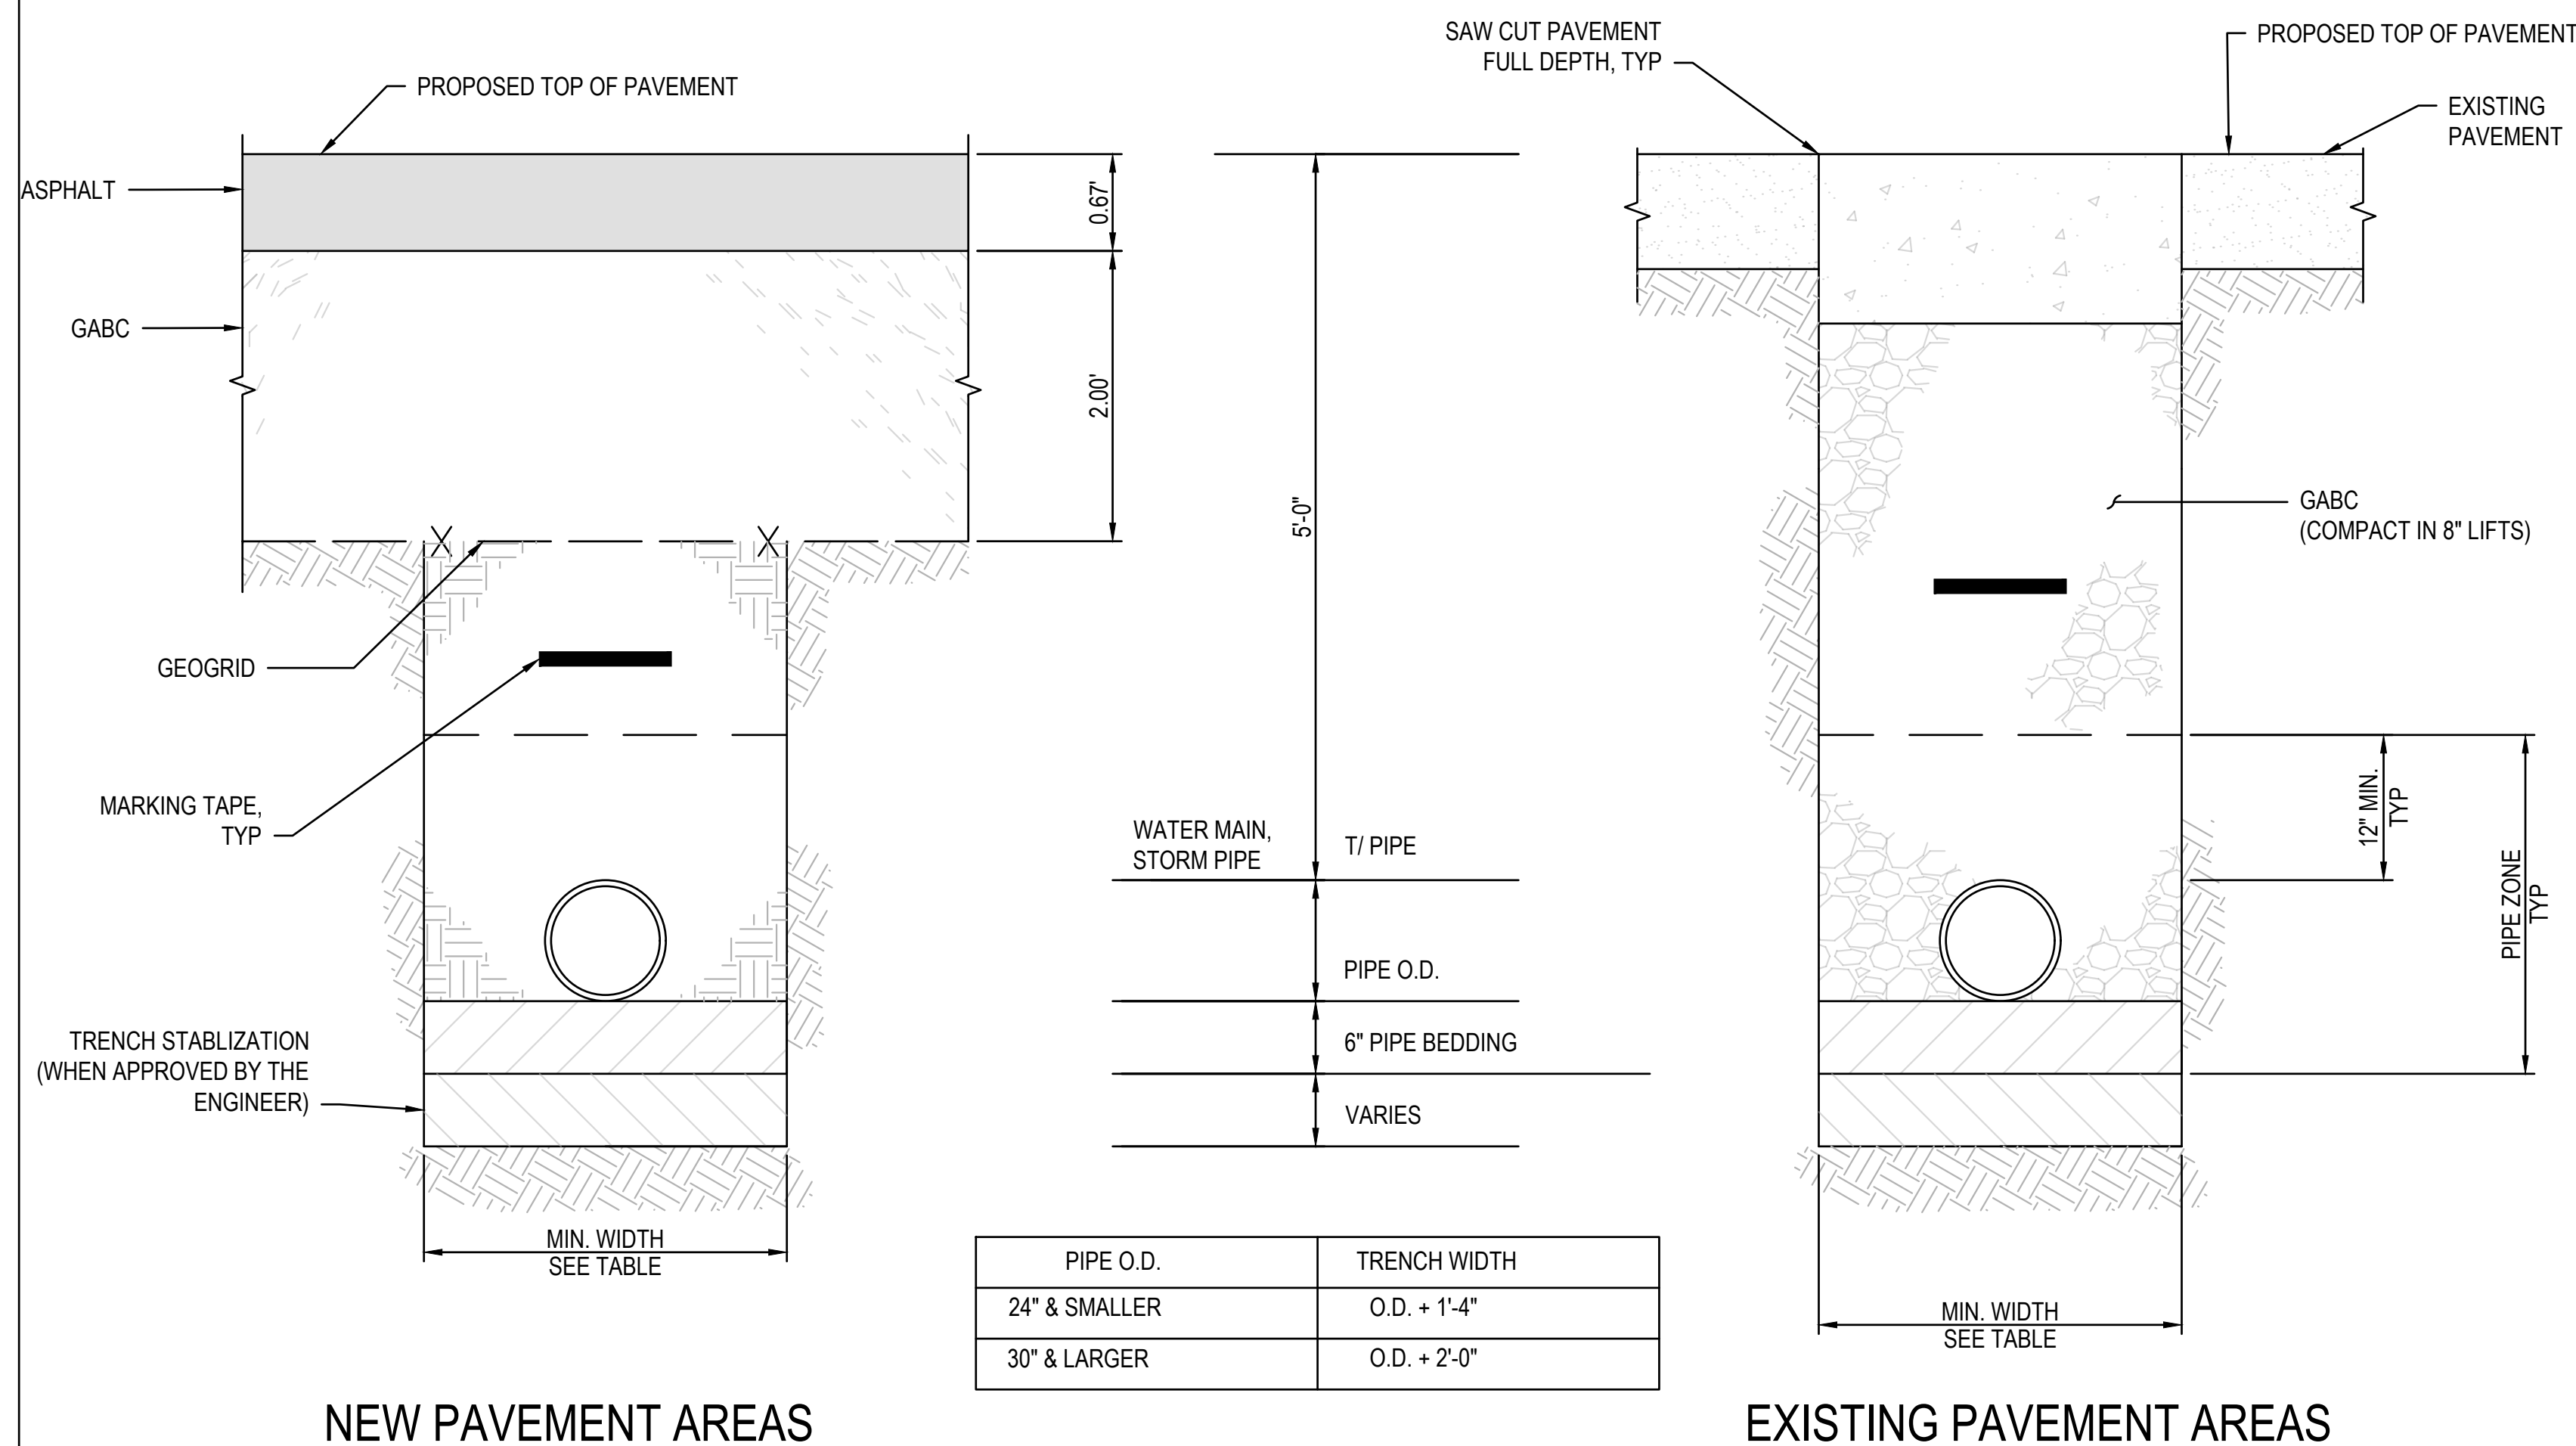 PROPOSED TOP OF PAVEMENT
ASPHALT
GABC
GEOGRID
MARKING TAPE,
TYP
TRENCH STABLIZATION
(WHEN APPROVED BY THE
ENGINEER)
MIN. WIDTH
SEE TABLE
NEW PAVEMENT AREAS
0.67'
2.00'
5'-0"
WATER MAIN,
STORM PIPE
T/ PIPE
PIPE O.D.
6" PIPE BEDDING
VARIES
PIPE O.D. TRENCH WIDTH
24" & SMALLER O.D. + 1'-4"
30" & LARGER O.D. + 2'-0"
SAW CUT PAVEMENT
FULL DEPTH, TYP
PROPOSED TOP OF PAVEMENT
EXISTING
PAVEMENT
GABC
(COMPACT IN 8" LIFTS)
12" MIN.
TYP
PIPE ZONE
TYP
MIN. WIDTH
SEE TABLE
EXISTING PAVEMENT AREAS